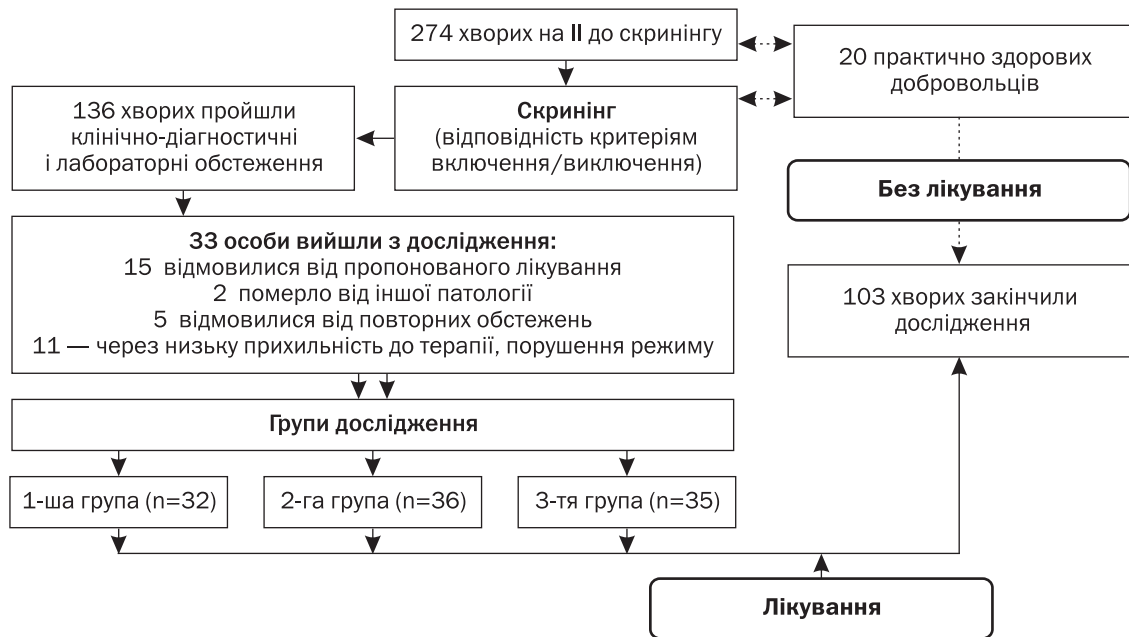 274 хворих на ІІ до скринінгу
20 практично здорових
добровольців
136 хворих пройшли
клінічно-діагностичні
і лабораторні обстеження
Скринінг
(відповідність критеріям
включення/виключення)
Без лікування
33 особи вийшли з дослідження:
15 відмовилися від пропонованого лікування
2 померло від іншої патології
5 відмовилися від повторних обстежень
11 — через низьку прихильність до терапії, порушення режиму
103 хворих закінчили
дослідження
Групи дослідження
1-ша група (n=32)
2-га група (n=36)
3-тя група (n=35)
Лікування